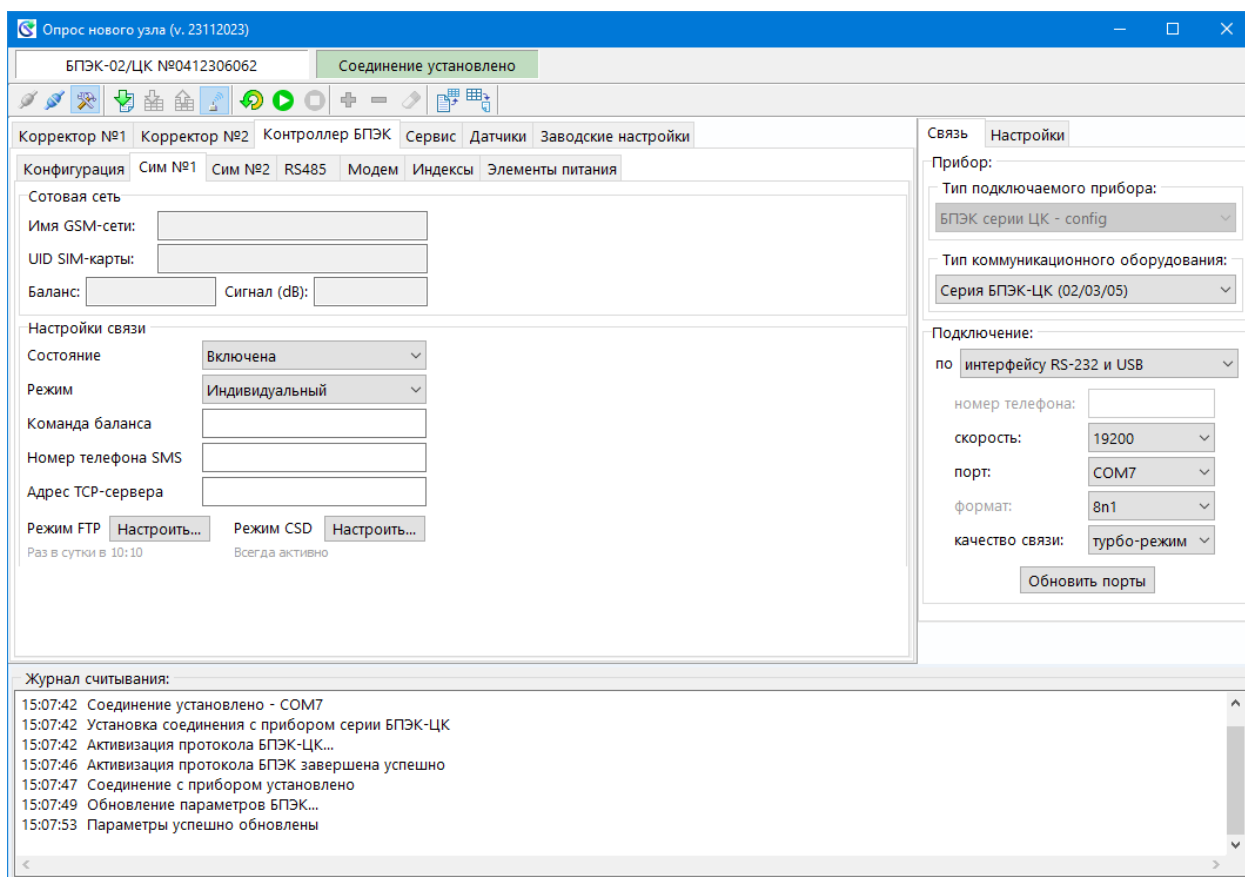 Опрос нового узла (v. 23112023)
БПЭК-02/ЦК №0412306062
Соединение установлено
Корректор №1 Корректор №2 Контроллер БПЭК Сервис Датчики Заводские настройки
Конфигурация Сим №1 Сим №2 RS485 Модем Индексы Элементы питания
Сотовая сеть
Имя GSM-сети:
UID SIM-карты:
Баланс: Сигнал (dB):
Настройки связи
Состояние Включена
Режим Индивидуальный
Команда баланса
Номер телефона SMS
Адрес TCP-сервера
Режим FTP Настроить... Режим CSD Настроить...
Раз в сутки в 10:10 Всегда активно
Связь Настройки
Прибор:
Тип подключаемого прибора:
БПЭК серии ЦК - config
Тип коммуникационного оборудования:
Серия БПЭК-ЦК (02/03/05)
Подключение:
по интерфейсу RS-232 и USB
номер телефона:
скорость: 19200
порт: COM7
формат: 8n1
качество связи: турбо-режим
Обновить порты
Журнал считывания:
15:07:42 Соединение установлено - COM7
15:07:42 Установка соединения с прибором серии БПЭК-ЦК
15:07:42 Активизация протокола БПЭК-ЦК...
15:07:46 Активизация протокола БПЭК завершена успешно
15:07:47 Соединение с прибором установлено
15:07:49 Обновление параметров БПЭК...
15:07:53 Параметры успешно обновлены